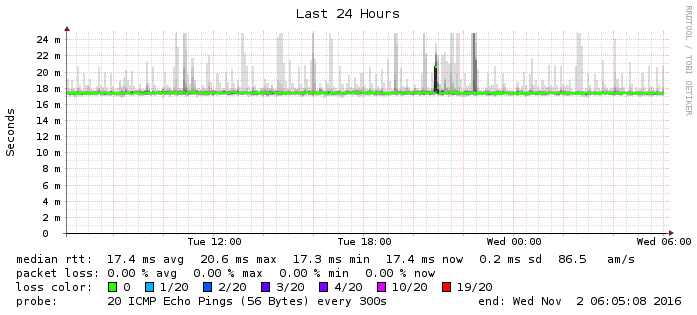 Last 24 Hours
RRDTOOL / TOBI OETIKER
Seconds
24 m
22 m
20 m
18 m
16 m
14 m
12 m
10 m
8 m
6 m
4 m
2 m
0
Tue 12:00 Tue 18:00 Wed 00:00 Wed 06:00
median rtt: 17.4 ms avg 20.6 ms max 17.3 ms min 17.4 ms now 0.2 ms sd 86.5 am/s
packet loss: 0.00 % avg 0.00 % max 0.00 % min 0.00 % now
loss color: 0 1/20 2/20 3/20 4/20 10/20 19/20
probe: 20 ICMP Echo Pings (56 Bytes) every 300s end: Wed Nov 2 06:05:08 2016